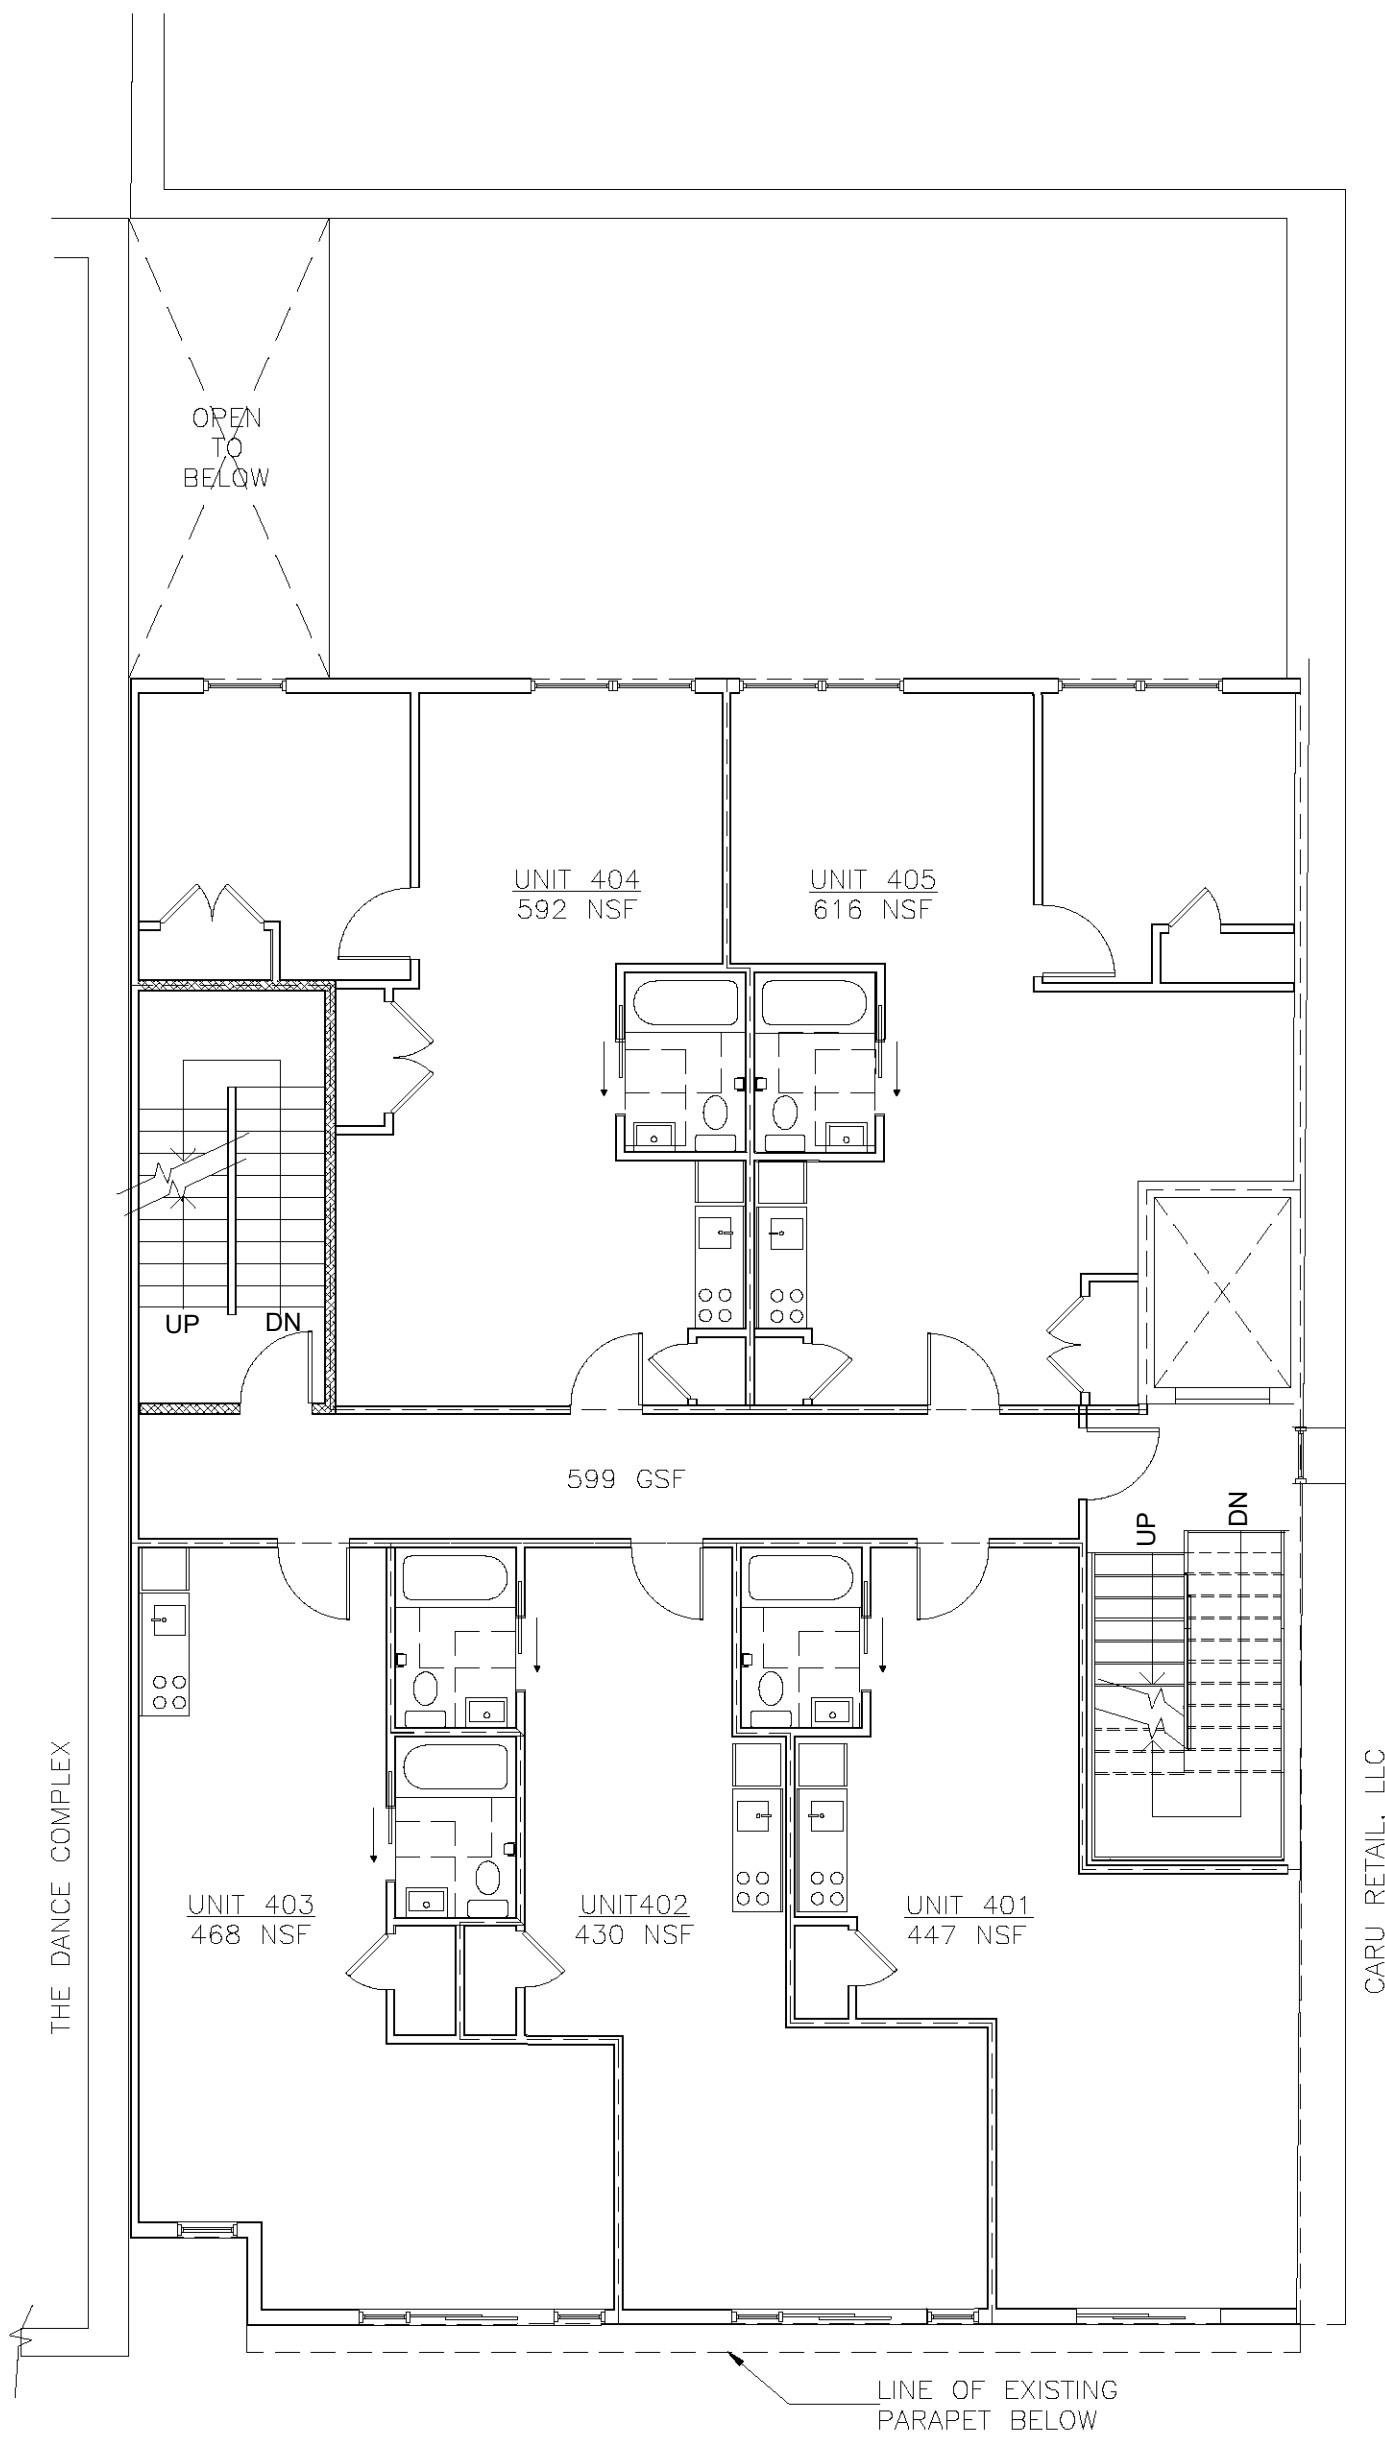 OPEN
TO
BELOW
UNIT 404
592 NSF
UNIT 405
616 NSF
UP
DN
599 GSF
UP
DN
THE DANCE COMPLEX
UNIT 403
468 NSF
UNIT402
430 NSF
UNIT 401
447 NSF
CARU RETAIL, LLC
LINE OF EXISTING
PARAPET BELOW